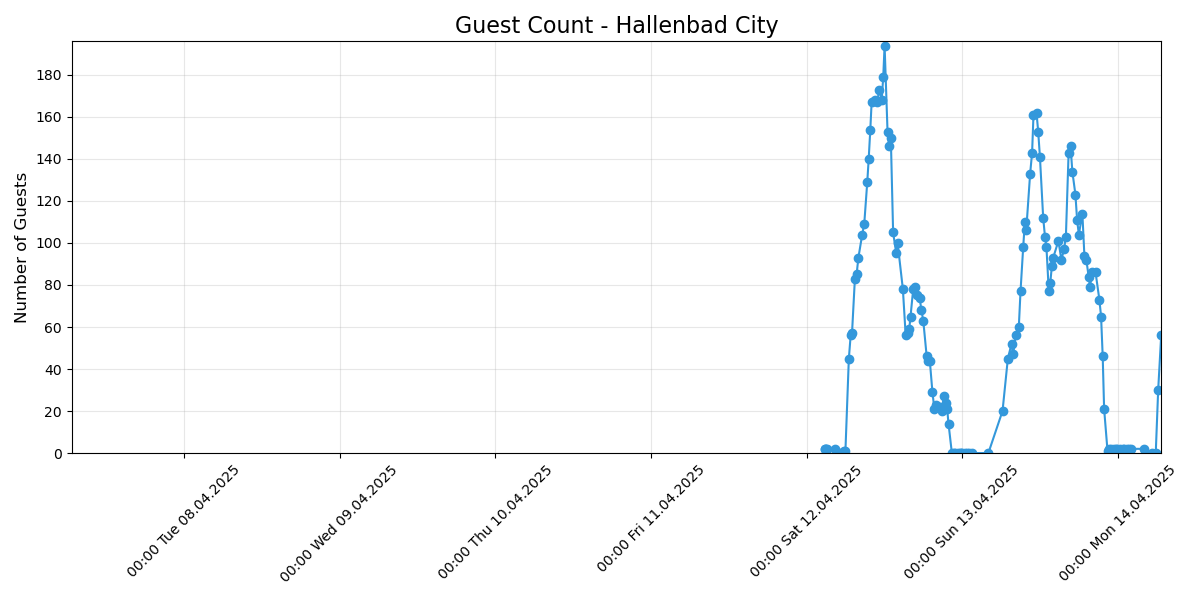 Guest Count - Hallenbad City
Number of Guests
180
160
140
120
100
80
60
40
20
0
00:00 Tue 08.04.2025
00:00 Wed 09.04.2025
00:00 Thu 10.04.2025
00:00 Fri 11.04.2025
00:00 Sat 12.04.2025
00:00 Sun 13.04.2025
00:00 Mon 14.04.2025